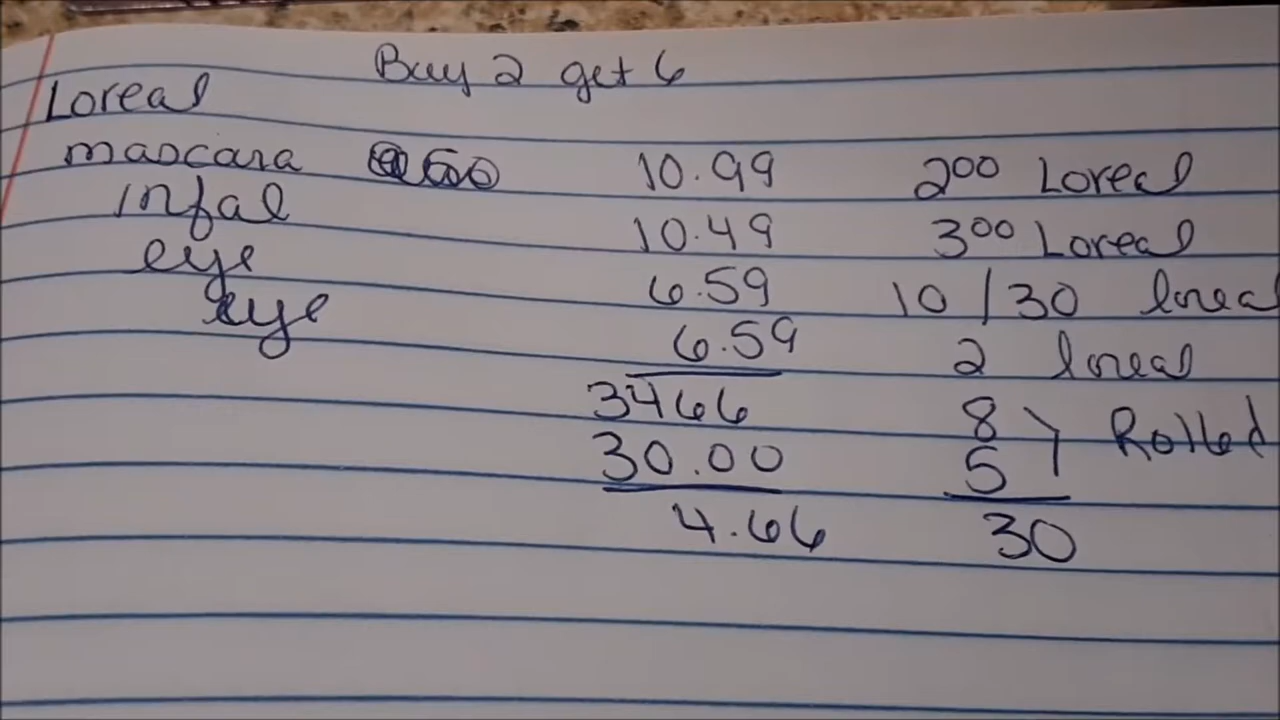 Buy 2 get 6
Loreal
mascara 10.99 2⁰⁰ Loreal
infal 10.49 3⁰⁰ Loreal
eye 6.59 10/30 loreal
eye 6.59 2 loreal
3466 8
30.00 5 } Rolled
4.66 30